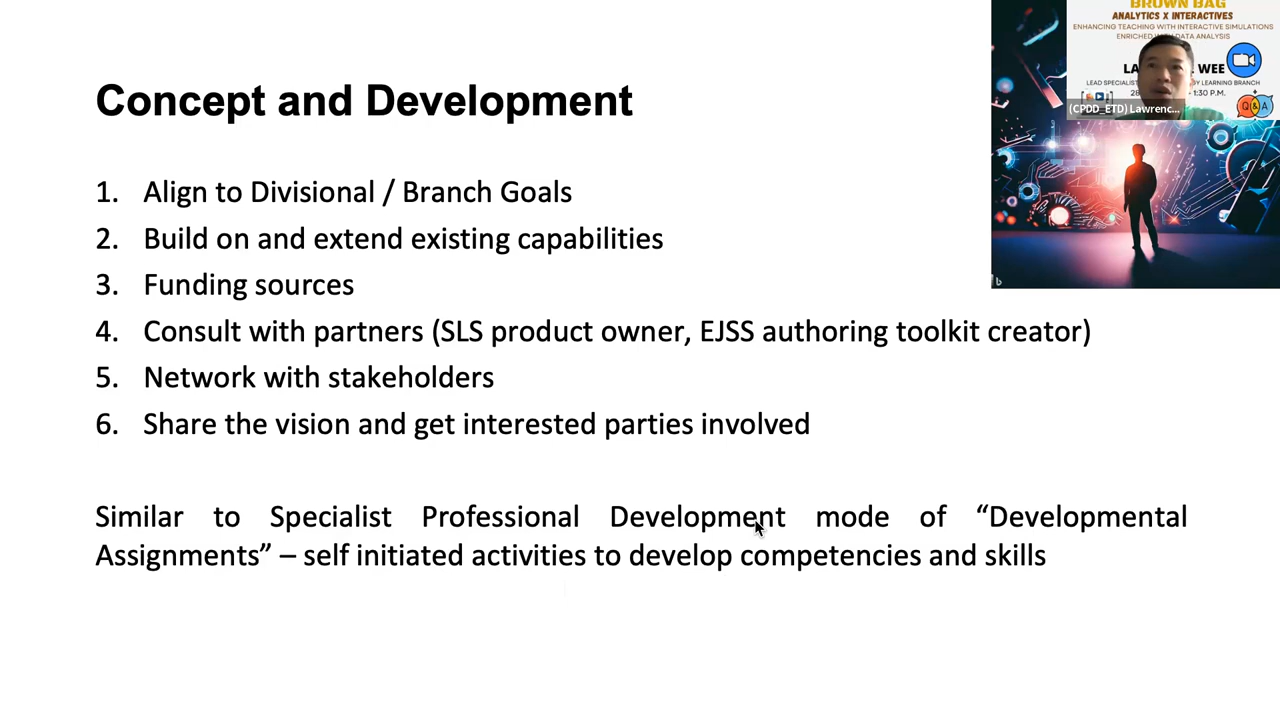 Concept and Development
1. Align to Divisional / Branch Goals
2. Build on and extend existing capabilities
3. Funding sources
4. Consult with partners (SLS product owner, EJSS authoring toolkit creator)
5. Network with stakeholders
6. Share the vision and get interested parties involved
Similar to Specialist Professional Development mode of “Developmental
Assignments” – self initiated activities to develop competencies and skills
BROWN BAG
ANALYTICS X INTERACTIVES
ENHANCING TEACHING WITH INTERACTIVE SIMULATIONS
DATA ANALYSIS
WEE
LEAD SPECIALIST LEARNING BRANCH
1:30 P.M.
(CPDD_ETD) Lawrenc...
Q&A
b